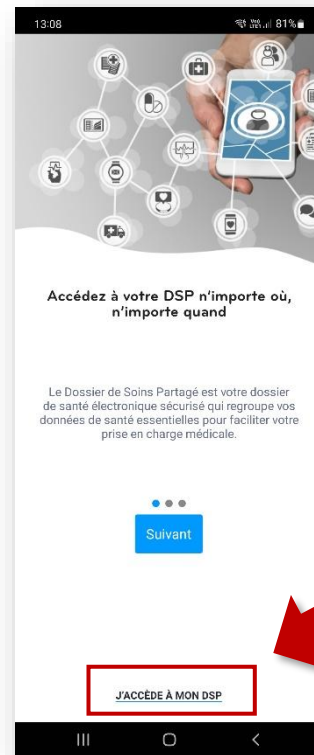 13:08 81%
Accédez à votre DSP n'importe où,
n'importe quand
Le Dossier de Soins Partagé est votre dossier
de santé électronique sécurisé qui regroupe vos
données de santé essentielles pour faciliter votre
prise en charge médicale.
Suivant
J'ACCÈDE À MON DSP